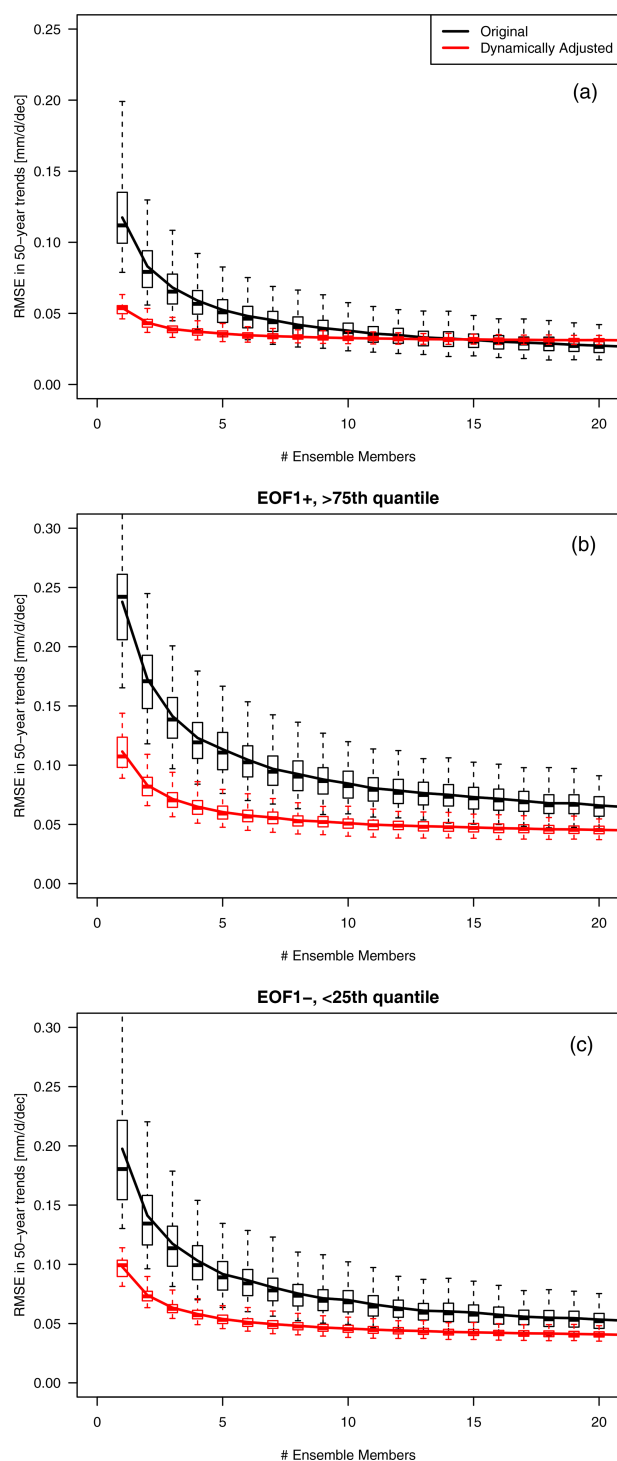 Original
Dynamically Adjusted
(a)
RMSE in 50−year trends [mm/d/dec]
0.25
0.20
0.15
0.10
0.05
0.00
0 5 10 15 20
# Ensemble Members
EOF1+, >75th quantile
(b)
RMSE in 50−year trends [mm/d/dec]
0.30
0.25
0.20
0.15
0.10
0.05
0.00
0 5 10 15 20
# Ensemble Members
EOF1−, <25th quantile
(c)
RMSE in 50−year trends [mm/d/dec]
0.30
0.25
0.20
0.15
0.10
0.05
0.00
0 5 10 15 20
# Ensemble Members